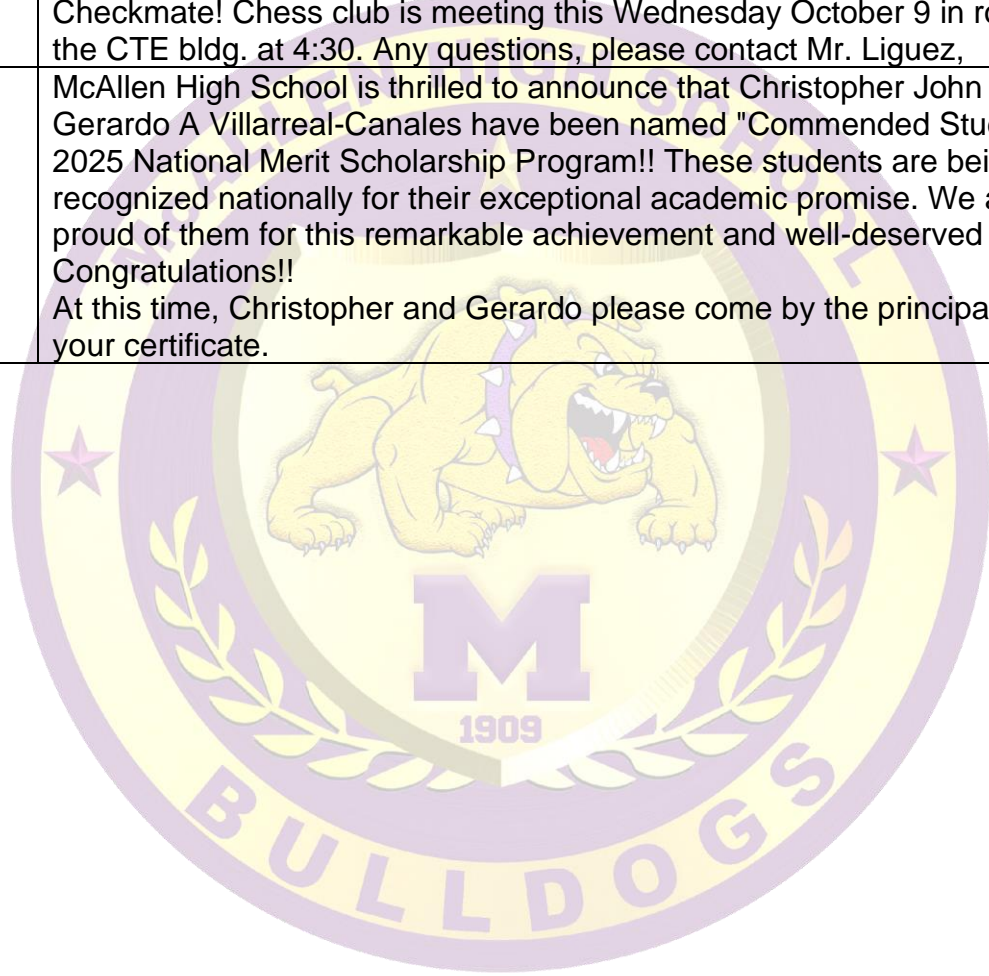 Checkmate! Chess club is meeting this Wednesday October 9 in
the CTE bldg. at 4:30. Any questions, please contact Mr. Liguez,
McAllen High School is thrilled to announce that Christopher John
Gerardo A Villarreal-Canales have been named "Commended
2025 National Merit Scholarship Program!! These students are
recognized nationally for their exceptional academic promise. We
proud of them for this remarkable achievement and well-deserved
Congratulations!!
At this time, Christopher and Gerardo please come by the
your certificate.
McALLEN HIGH SCHOOL
M
1909
BULLDOGS